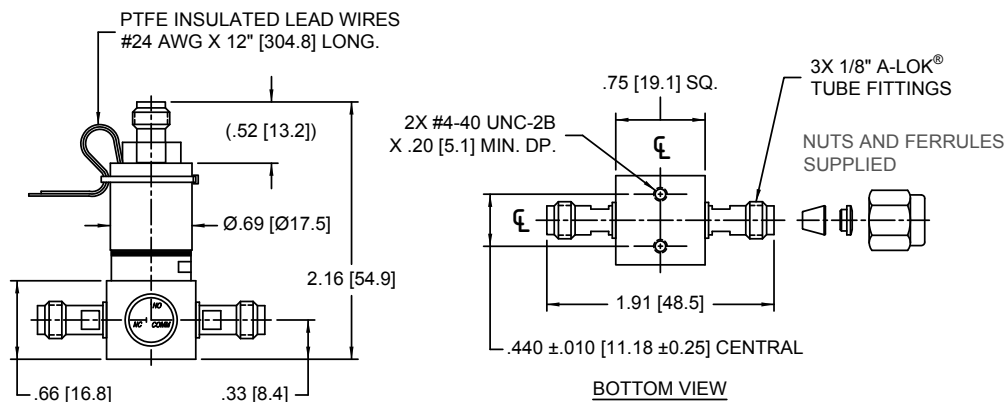 PTFE INSULATED LEAD WIRES
#24 AWG X 12" [304.8] LONG.
(.52 [13.2])
Ø.69 [Ø17.5]
2.16 [54.9]
NO
NC
COMM
.66 [16.8]
.33 [8.4]
.75 [19.1] SQ.
2X #4-40 UNC-2B
X .20 [5.1] MIN. DP.
℄
℄
3X 1/8" A-LOK®
TUBE FITTINGS
NUTS AND FERRULES
SUPPLIED
1.91 [48.5]
.440 ±.010 [11.18 ±0.25] CENTRAL
BOTTOM VIEW